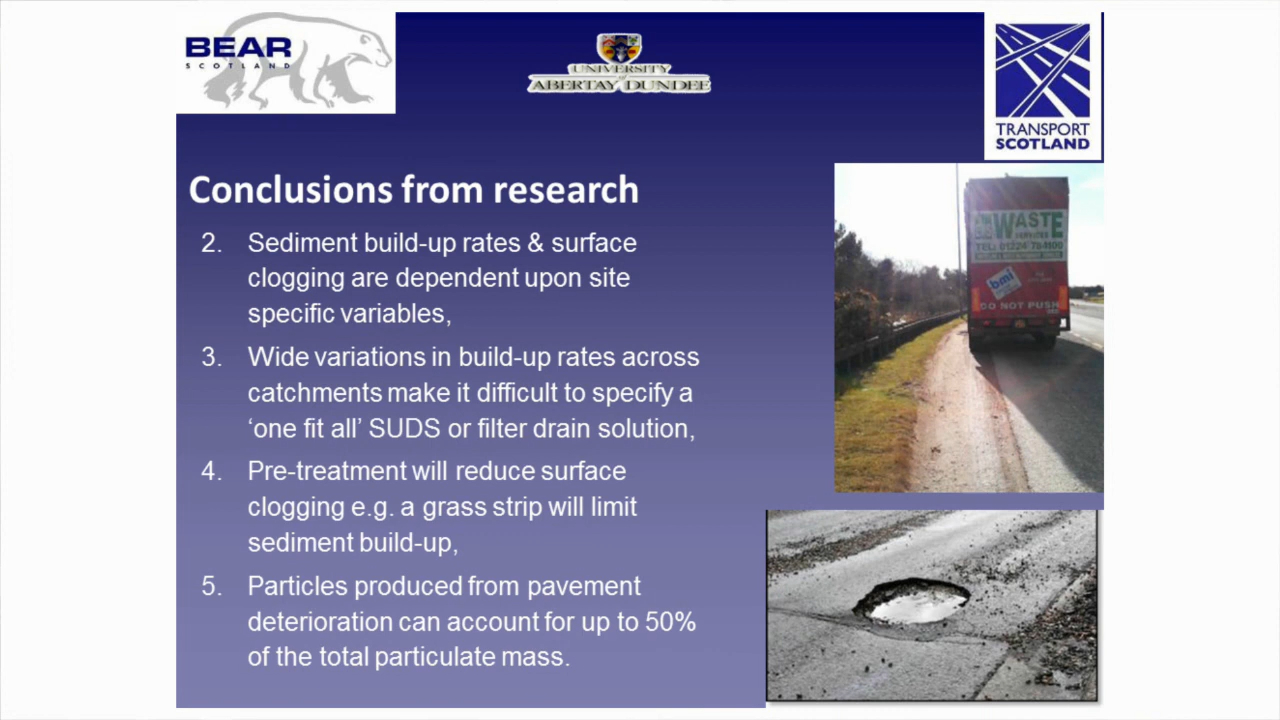 BEAR
SCOTLAND
UNIVERSITY
of
ABERTAY DUNDEE
TRANSPORT
SCOTLAND
Conclusions from research
2. Sediment build-up rates & surface
clogging are dependent upon site
specific variables,
3. Wide variations in build-up rates across
catchments make it difficult to specify a
‘one fit all’ SUDS or filter drain solution,
4. Pre-treatment will reduce surface
clogging e.g. a grass strip will limit
sediment build-up,
5. Particles produced from pavement
deterioration can account for up to 50%
of the total particulate mass.
WASTE
SERVICES
bmi
DO NOT PUSH